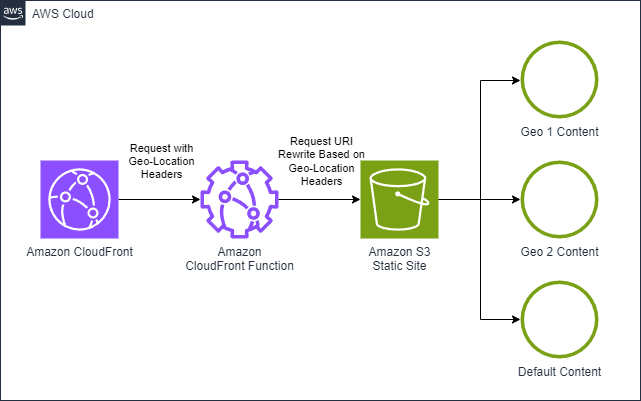 aws
AWS Cloud
Request with
Geo-Location
Headers
Request URI
Rewrite Based on
Geo-Location
Headers
Amazon CloudFront
Amazon
CloudFront Function
Amazon S3
Static Site
Geo 1 Content
Geo 2 Content
Default Content